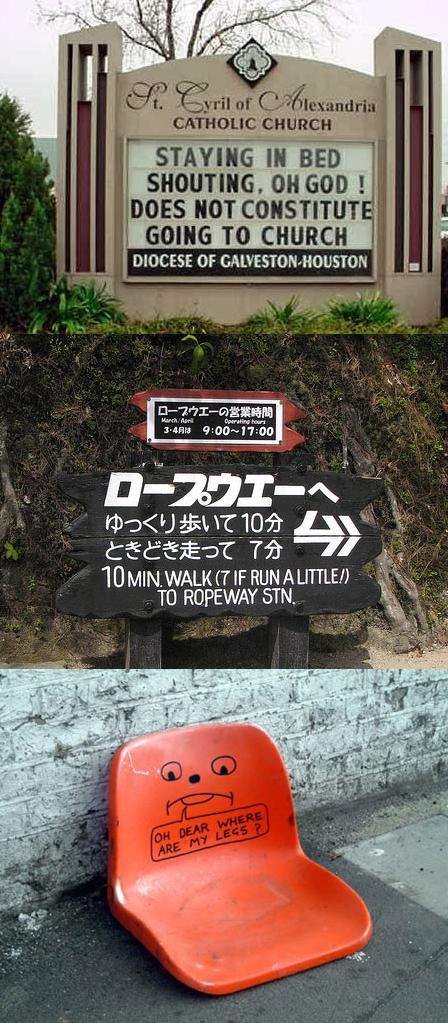 St. Cyril of Alexandria
CATHOLIC CHURCH
STAYING IN BED
SHOUTING, OH GOD !
DOES NOT CONSTITUTE
GOING TO CHURCH
DIOCESE OF GALVESTON-HOUSTON
ロープウエーの営業時間
March/April Operating hours
3・4月は 9:00〜17:00
ロープウエーへ
ゆっくり歩いて10分
ときどき走って 7分
10 MIN. WALK (7 IF RUN A LITTLE!)
TO ROPEWAY STN.
OH DEAR WHERE
ARE MY LEGS ?